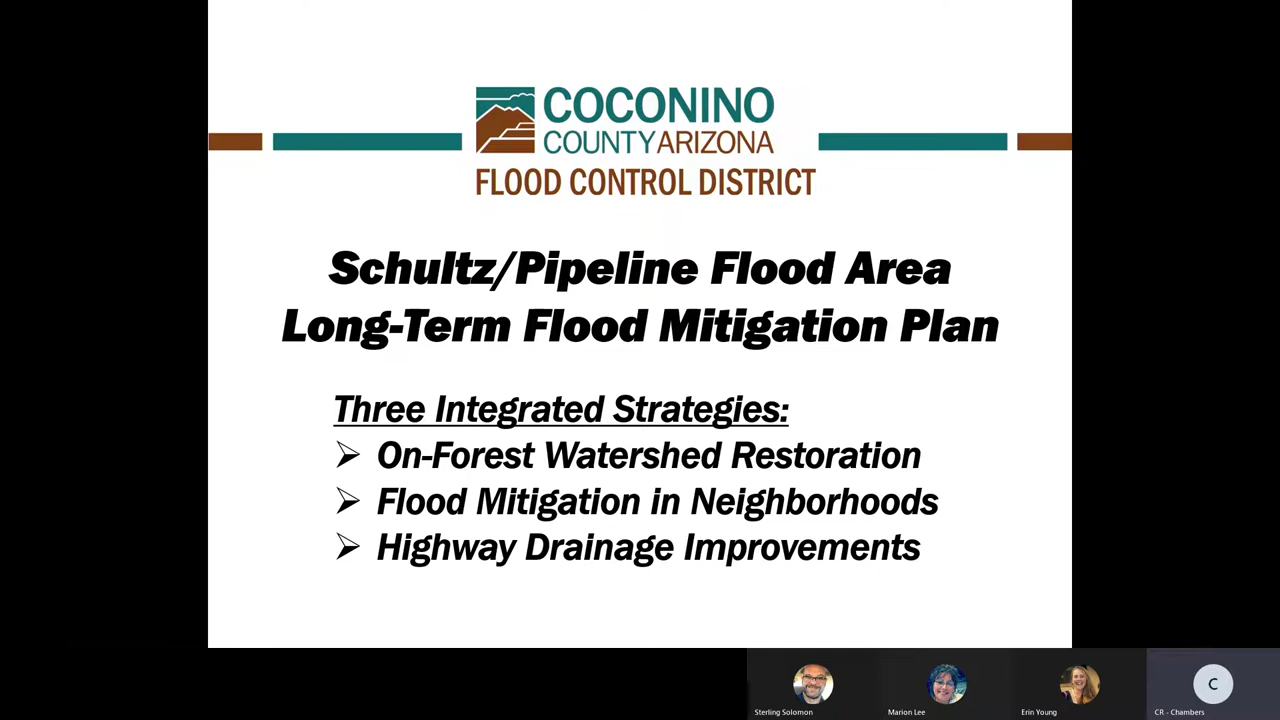 COCONINO
COUNTY ARIZONA
FLOOD CONTROL DISTRICT
Schultz/Pipeline Flood Area
Long-Term Flood Mitigation Plan
Three Integrated Strategies:
On-Forest Watershed Restoration
Flood Mitigation in Neighborhoods
Highway Drainage Improvements
C
Sterling Solomon
Marion Lee
Erin Young
CR - Chambers